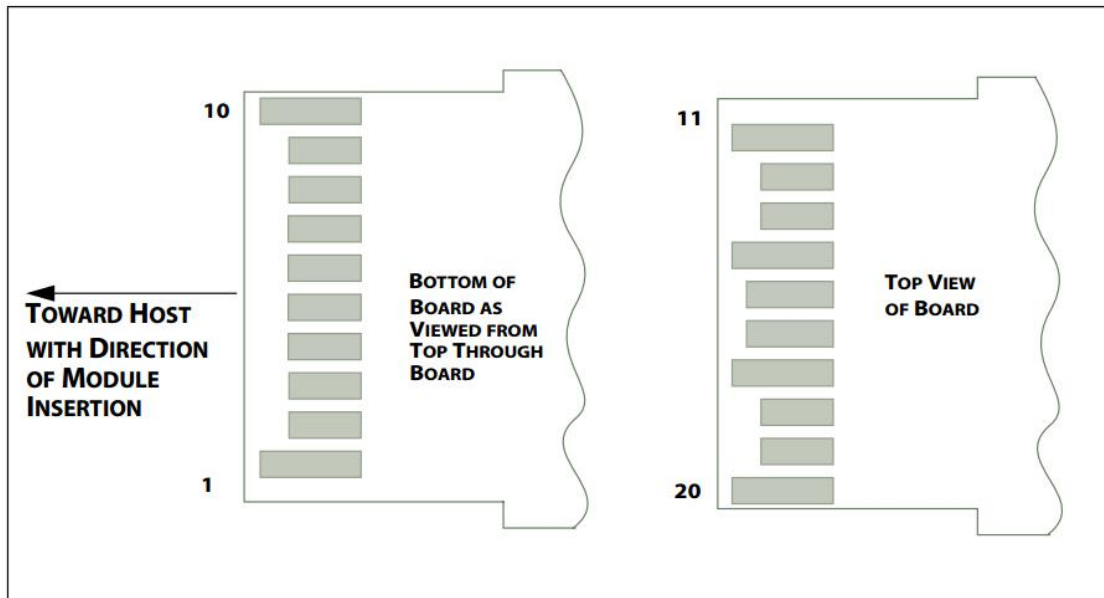 10
BOTTOM OF
BOARD AS
VIEWED FROM
TOP THROUGH
BOARD
TOWARD HOST
WITH DIRECTION
OF MODULE
INSERTION
1
11
TOP VIEW
OF BOARD
20